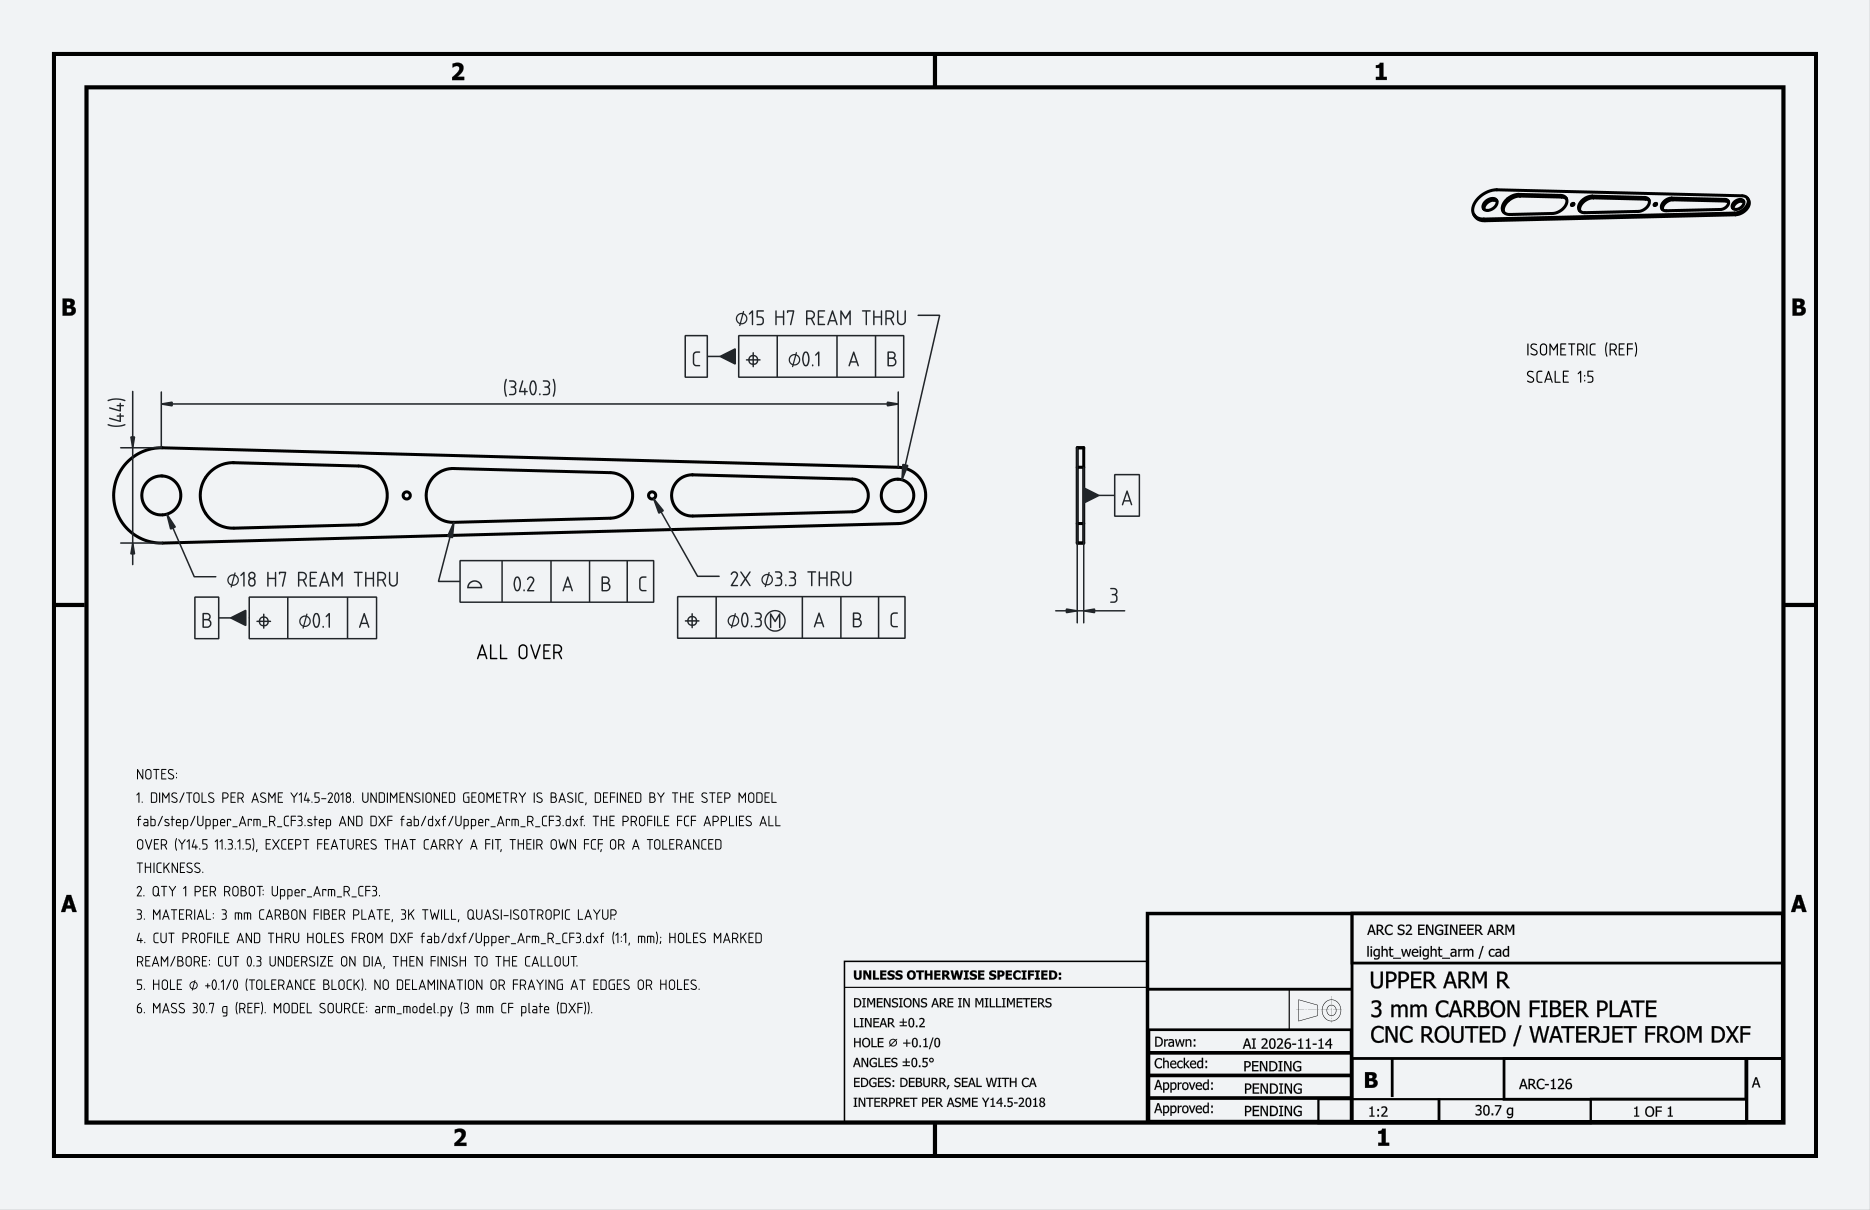 2
1
B
B
Ø15 H7 REAM THRU
C ⌖ Ø0.1 A B
ISOMETRIC (REF)
SCALE 1:5
(340.3)
(44)
A
Ø18 H7 REAM THRU
B ⌖ Ø0.1 A
⌓ 0.2 A B C
ALL OVER
2X Ø3.3 THRU
⌖ Ø0.3Ⓜ A B C
3
NOTES:
1. DIMS/TOLS PER ASME Y14.5-2018. UNDIMENSIONED GEOMETRY IS BASIC, DEFINED BY THE STEP MODEL
fab/step/Upper_Arm_R_CF3.step AND DXF fab/dxf/Upper_Arm_R_CF3.dxf. THE PROFILE FCF APPLIES ALL
OVER (Y14.5 11.3.1.5), EXCEPT FEATURES THAT CARRY A FIT, THEIR OWN FCF, OR A TOLERANCED
THICKNESS.
2. QTY 1 PER ROBOT: Upper_Arm_R_CF3.
3. MATERIAL: 3 mm CARBON FIBER PLATE, 3K TWILL, QUASI-ISOTROPIC LAYUP.
4. CUT PROFILE AND THRU HOLES FROM DXF fab/dxf/Upper_Arm_R_CF3.dxf (1:1, mm); HOLES MARKED
REAM/BORE: CUT 0.3 UNDERSIZE ON DIA, THEN FINISH TO THE CALLOUT.
5. HOLE Ø +0.1/0 (TOLERANCE BLOCK). NO DELAMINATION OR FRAYING AT EDGES OR HOLES.
6. MASS 30.7 g (REF). MODEL SOURCE: arm_model.py (3 mm CF plate (DXF)).
A
A
UNLESS OTHERWISE SPECIFIED:
DIMENSIONS ARE IN MILLIMETERS
LINEAR ±0.2
HOLE Ø +0.1/0
ANGLES ±0.5°
EDGES: DEBURR, SEAL WITH CA
INTERPRET PER ASME Y14.5-2018
Drawn: AI 2026-11-14
Checked: PENDING
Approved: PENDING
Approved: PENDING
ARC S2 ENGINEER ARM
light_weight_arm / cad
UPPER ARM R
3 mm CARBON FIBER PLATE
CNC ROUTED / WATERJET FROM DXF
B ARC-126 A
1:2 30.7 g 1 OF 1
2
1